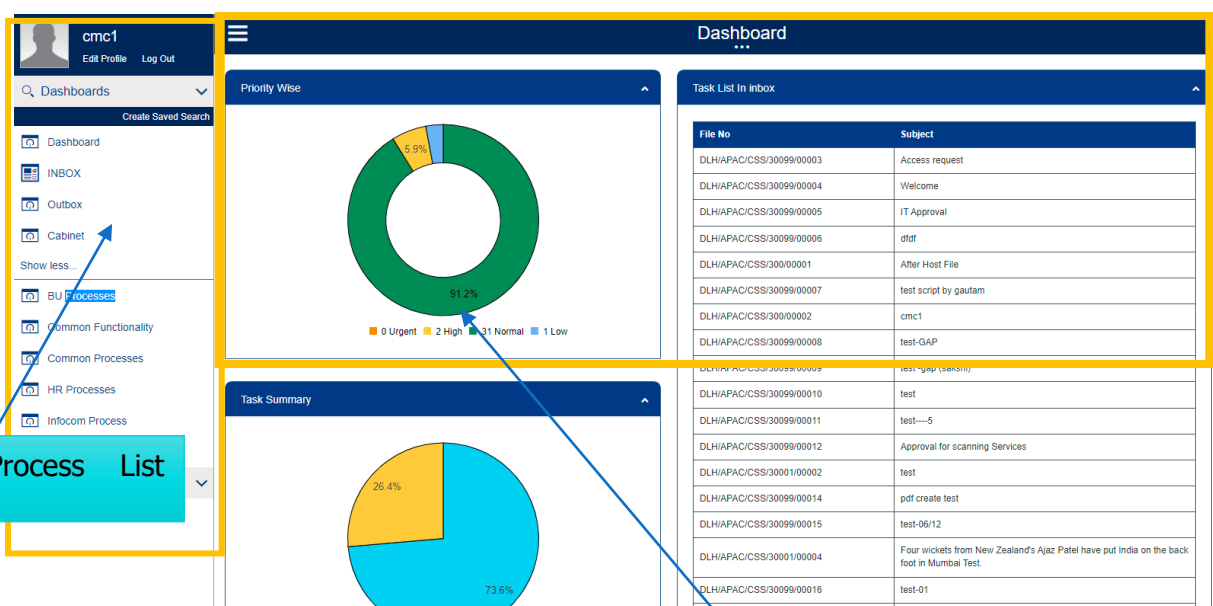 cmc1
Edit Profile Log Out
Dashboards
Create Saved Search
Dashboard
INBOX
Outbox
Cabinet
Show less...
BU Processes
Common Functionality
Common Processes
HR Processes
Infocom Process
Process List
Dashboard
Priority Wise
5.9%
91.2%
0 Urgent 2 High 31 Normal 1 Low
Task Summary
26.4%
73.6%
Task List In inbox
File No Subject
DLH/APAC/CSS/30099/00003 Access request
DLH/APAC/CSS/30099/00004 Welcome
DLH/APAC/CSS/30099/00005 IT Approval
DLH/APAC/CSS/30099/00006 dfdf
DLH/APAC/CSS/300/00001 After Host File
DLH/APAC/CSS/30099/00007 test script by gautam
DLH/APAC/CSS/300/00002 cmc1
DLH/APAC/CSS/30099/00008 test-GAP
DLH/APAC/CSS/30099/00009 test -gap (sakshi)
DLH/APAC/CSS/30099/00010 test
DLH/APAC/CSS/30099/00011 test----5
DLH/APAC/CSS/30099/00012 Approval for scanning Services
DLH/APAC/CSS/30001/00002 test
DLH/APAC/CSS/30099/00014 pdf create test
DLH/APAC/CSS/30099/00015 test-06/12
DLH/APAC/CSS/30001/00004 Four wickets from New Zealand's Ajaz Patel have put India on the back
foot in Mumbai Test.
DLH/APAC/CSS/30099/00016 test-01